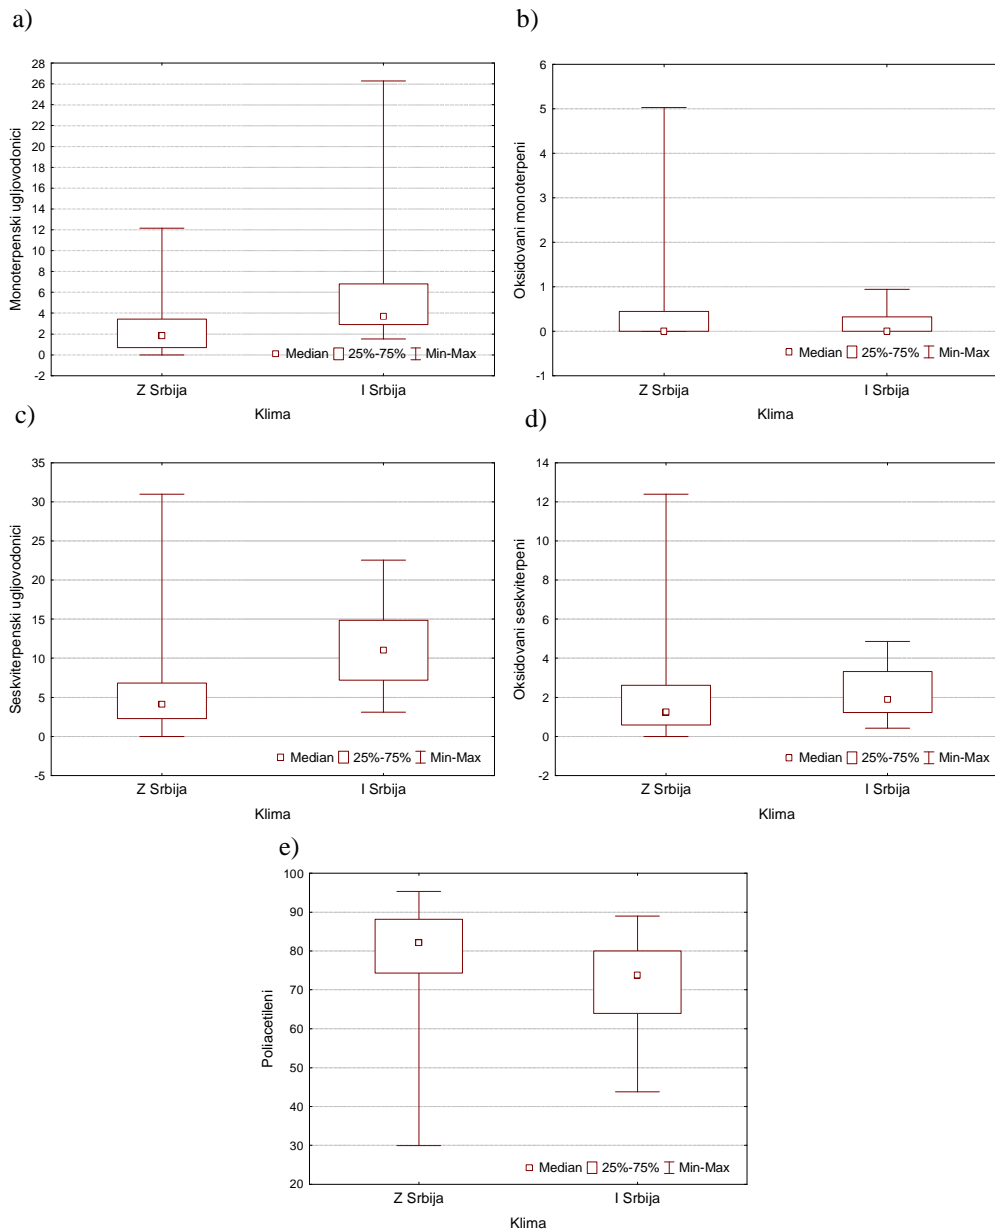 a)
Monoterpenski ugljovodonici
28
26
24
22
20
18
16
14
12
10
8
6
4
2
0
-2
Median 25%-75% Min-Max
Z Srbija I Srbija
Klima
b)
Oksidovani monoterpeni
6
5
4
3
2
1
0
-1
Median 25%-75% Min-Max
Z Srbija I Srbija
Klima
c)
Seskviterpenski ugljovodonici
35
30
25
20
15
10
5
0
-5
Median 25%-75% Min-Max
Z Srbija I Srbija
Klima
d)
Oksidovani seskviterpeni
14
12
10
8
6
4
2
0
-2
Median 25%-75% Min-Max
Z Srbija I Srbija
Klima
e)
Poliacetileni
100
90
80
70
60
50
40
30
20
Median 25%-75% Min-Max
Z Srbija I Srbija
Klima